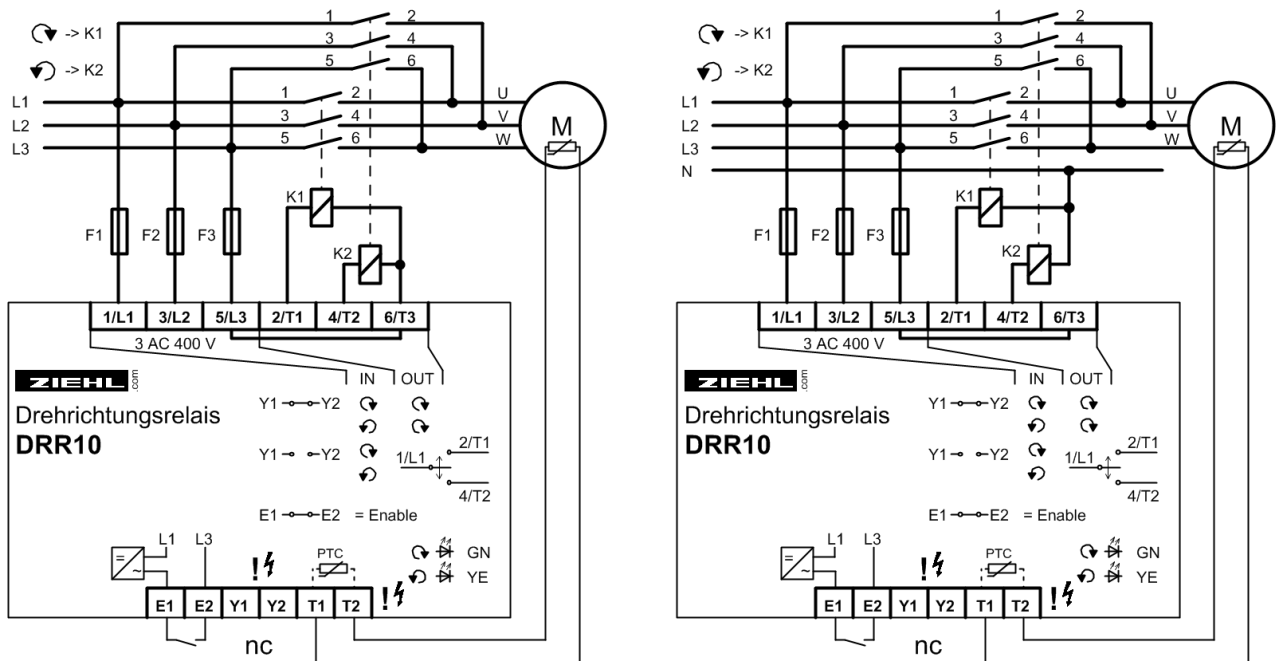 1 2
-> K1
3 4
-> K2
5 6
L1 1 2 U
L2 3 4 V M
L3 5 6 W
K1
F1 F2 F3
K2
1/L1 3/L2 5/L3 2/T1 4/T2 6/T3
3 AC 400 V
ZIEHL .com
IN OUT
Y1 Y2
Drehrichtungsrelais
DRR10
Y1 Y2
2/T1
1/L1
4/T2
E1 E2 = Enable
L1 L3
PTC
GN
YE
= ~
! !
E1 E2 Y1 Y2 T1 T2
nc
1 2
-> K1
3 4
-> K2
5 6
L1 1 2 U
L2 3 4 V M
L3 5 6 W
N
K1
F1 F2 F3
K2
1/L1 3/L2 5/L3 2/T1 4/T2 6/T3
3 AC 400 V
ZIEHL .com
IN OUT
Y1 Y2
Drehrichtungsrelais
DRR10
Y1 Y2
2/T1
1/L1
4/T2
E1 E2 = Enable
L1 L3
PTC
GN
YE
= ~
! !
E1 E2 Y1 Y2 T1 T2
nc